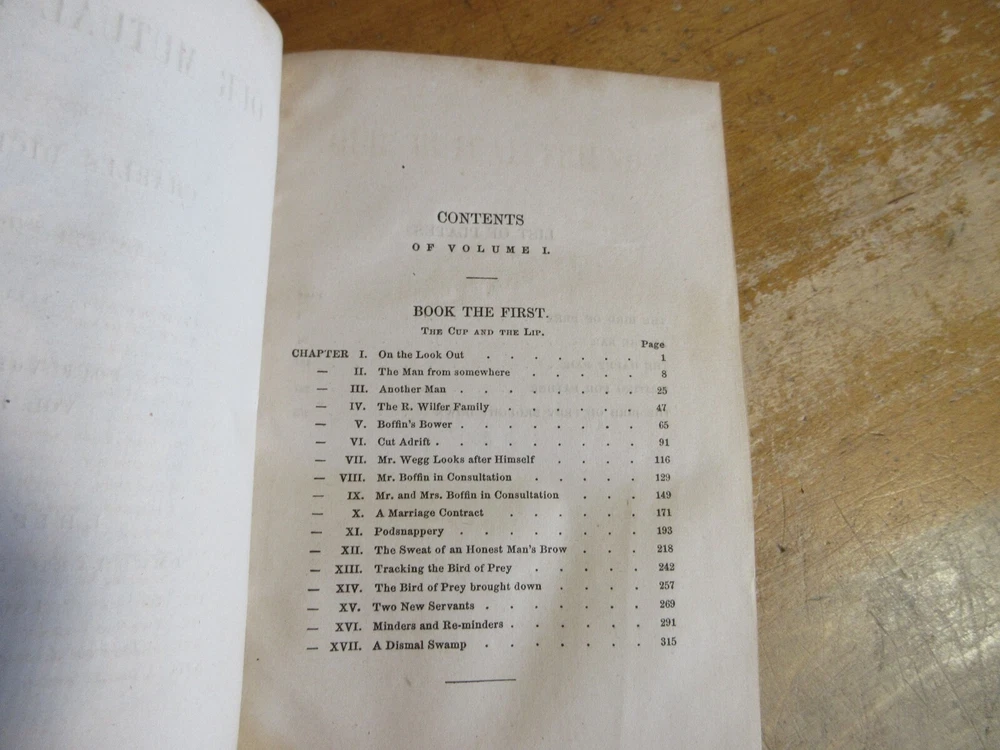 CONTENTS
OF VOLUME I.
BOOK THE FIRST.
THE CUP AND THE LIP.
Page
CHAPTER I. On the Look Out . . . . . . . 1
— II. The Man from somewhere . . . . . 8
— III. Another Man . . . . . . . . 25
— IV. The R. Wilfer Family . . . . . . 47
— V. Boffin's Bower . . . . . . . . 65
— VI. Cut Adrift . . . . . . . . . 91
— VII. Mr. Wegg Looks after Himself . . . . 116
— VIII. Mr. Boffin in Consultation . . . . . 129
— IX. Mr. and Mrs. Boffin in Consultation . . . 149
— X. A Marriage Contract . . . . . . 171
— XI. Podsnappery . . . . . . . . 193
— XII. The Sweat of an Honest Man's Brow . . . 218
— XIII. Tracking the Bird of Prey . . . . . 242
— XIV. The Bird of Prey brought down . . . . 257
— XV. Two New Servants . . . . . . . 269
— XVI. Minders and Re-minders . . . . . . 291
— XVII. A Dismal Swamp . . . . . . . 315